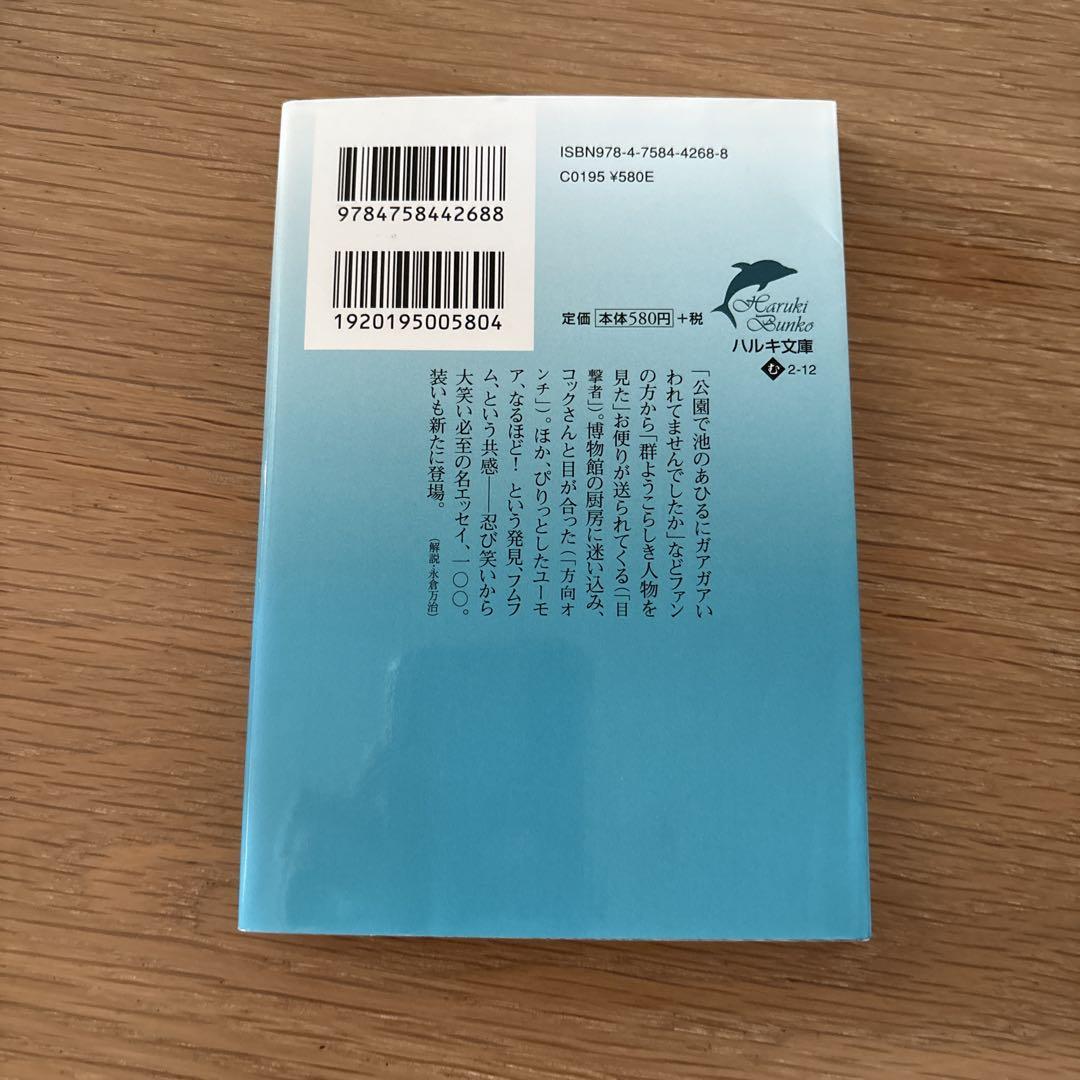 ISBN978-4-7584-4268-8
C0195 ¥580E
9784758442688
1920195005804
定価 本体580円 +税
Haruki
Bunko
ハルキ文庫
む 2-12
「公園で池のあひるにガアガアい
われてませんでしたか」などファン
の方から「群ようこらしき人物を
見た」お便りが送られてくる(「目
撃者」)。博物館の厨房に迷い込み、
コックさんと目が合った(「方向オ
ンチ」)。ほか、ぴりっとしたユーモ
ア、なるほど! という発見、フムフ
ム、という共感――忍び笑いから
大笑い必至の名エッセイ、一〇〇。
装いも新たに登場。
(解説・永倉万治)